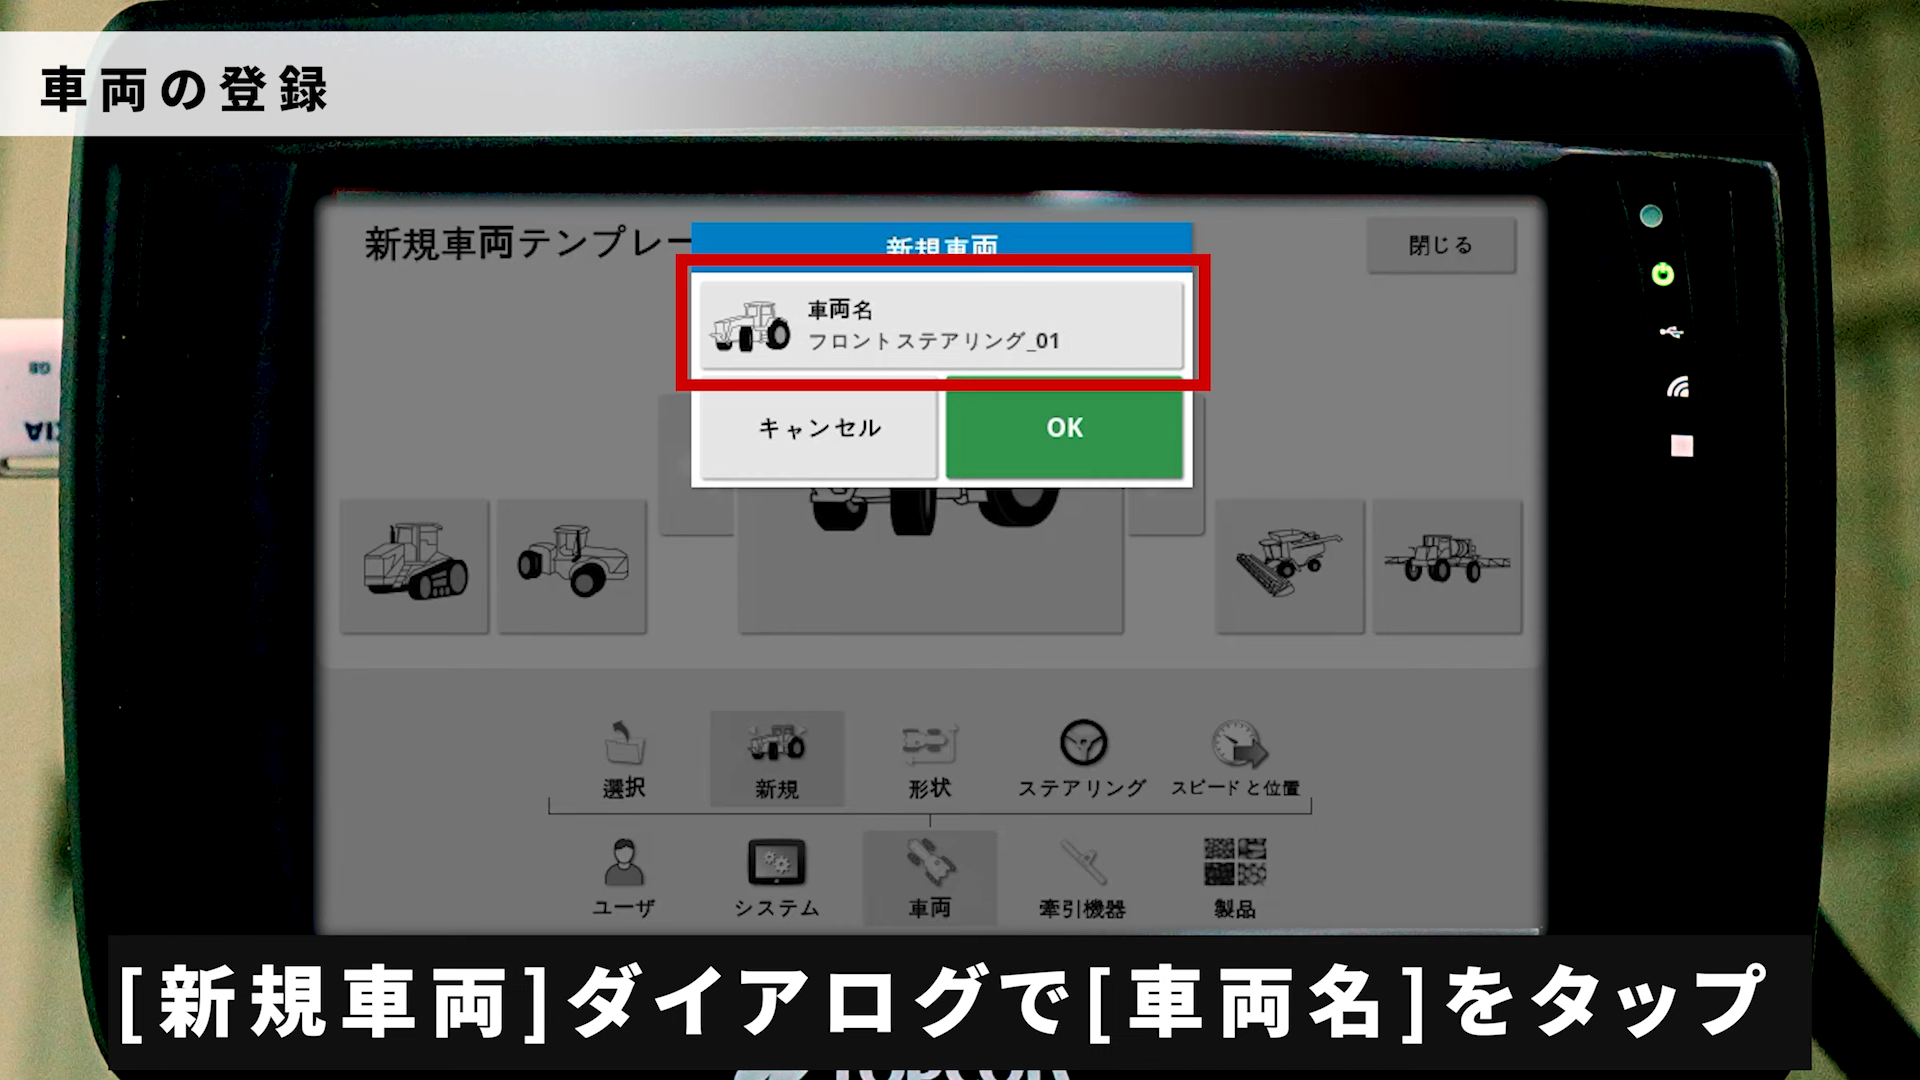 車両の登録
新規車両テンプレー
新規車両
閉じる
車両名
フロントステアリング_01
キャンセル
OK
選択
新規
形状
ステアリング
スピードと位置
ユーザ
システム
車両
牽引機器
製品
[新規車両]ダイアログで[車両名]をタップ